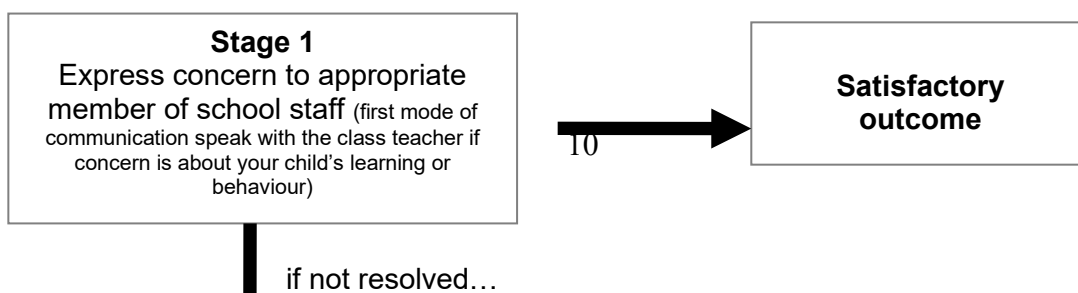 Stage 1
Express concern to appropriate
member of school staff (first mode of
communication speak with the class teacher if
concern is about your child's learning or
behaviour)
10
Satisfactory
outcome
if not resolved…